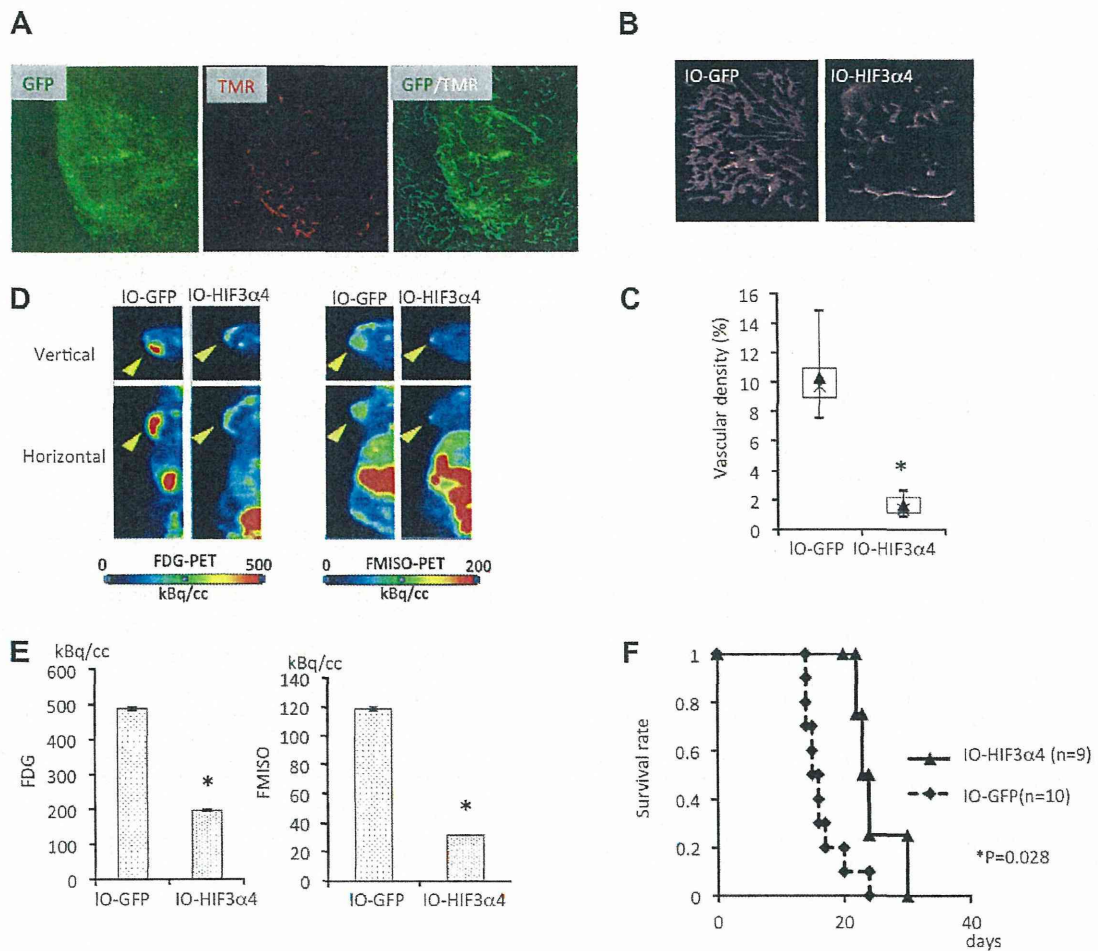 A
GFP
TMR
GFP/TMR
B
IO-GFP
IO-HIF3α4
D
IO-GFP IO-HIF3α4
IO-GFP IO-HIF3α4
Vertical
Horizontal
0 FDG-PET 500
kBq/cc
0 FMISO-PET 200
kBq/cc
C
Vascular density (%)
16
14
12
10
8
6
4
2
0
*
IO-GFP IO-HIF3α4
E
kBq/cc
FDG
600
500
400
300
200
100
0
*
IO-GFP IO-HIF3α4
kBq/cc
FMISO
140
120
100
80
60
40
20
0
*
IO-GFP IO-HIF3α4
F
Survival rate
1
0.8
0.6
0.4
0.2
0
0 20 40
days
IO-HIF3α4 (n=9)
IO-GFP(n=10)
*P=0.028